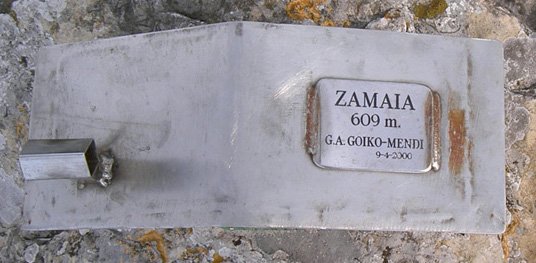 ZAMAIA
609 m.
G.A. GOIKO-MENDI
9-4-2000